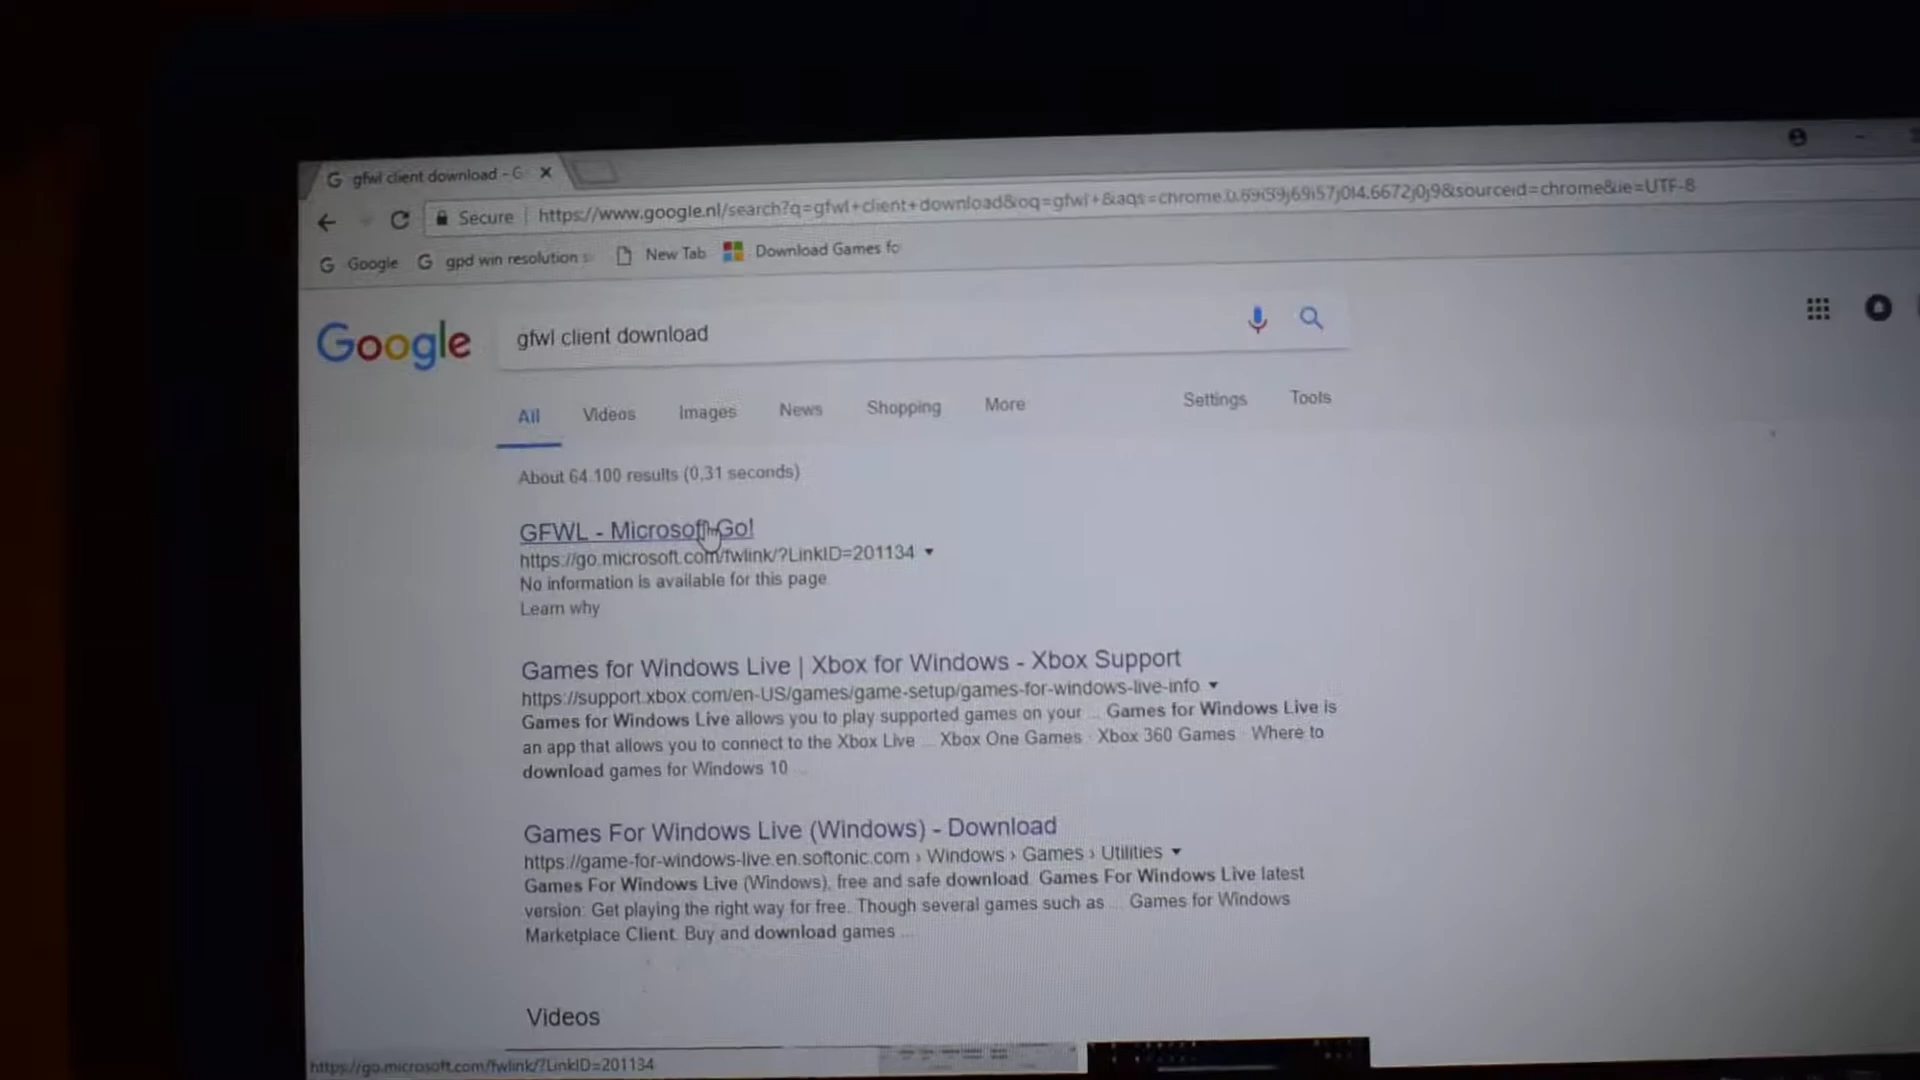 gfwl client download - G
Secure https://www.google.nl/search?q=gfwl+client+download&oq=gfwl+&aqs=chrome.0.69i59j69i57j0l4.6672j0j9&sourceid=chrome&ie=UTF-8
Google gpd win resolution s New Tab Download Games fo
Google gfwl client download
All Videos Images News Shopping More Settings Tools
About 64.100 results (0,31 seconds)
GFWL - Microsoft Go!
https://go.microsoft.com/fwlink/?LinkID=201134
No information is available for this page
Learn why
Games for Windows Live | Xbox for Windows - Xbox Support
https://support.xbox.com/en-US/games/game-setup/games-for-windows-live-info
Games for Windows Live allows you to play supported games on your ... Games for Windows Live is
an app that allows you to connect to the Xbox Live ... Xbox One Games · Xbox 360 Games · Where to
download games for Windows 10 ...
Games For Windows Live (Windows) - Download
https://game-for-windows-live.en.softonic.com › Windows › Games › Utilities
Games For Windows Live (Windows), free and safe download. Games For Windows Live latest
version: Get playing the right way for free. Though several games such as ... Games for Windows
Marketplace Client. Buy and download games ...
Videos
https://go.microsoft.com/fwlink/?LinkID=201134